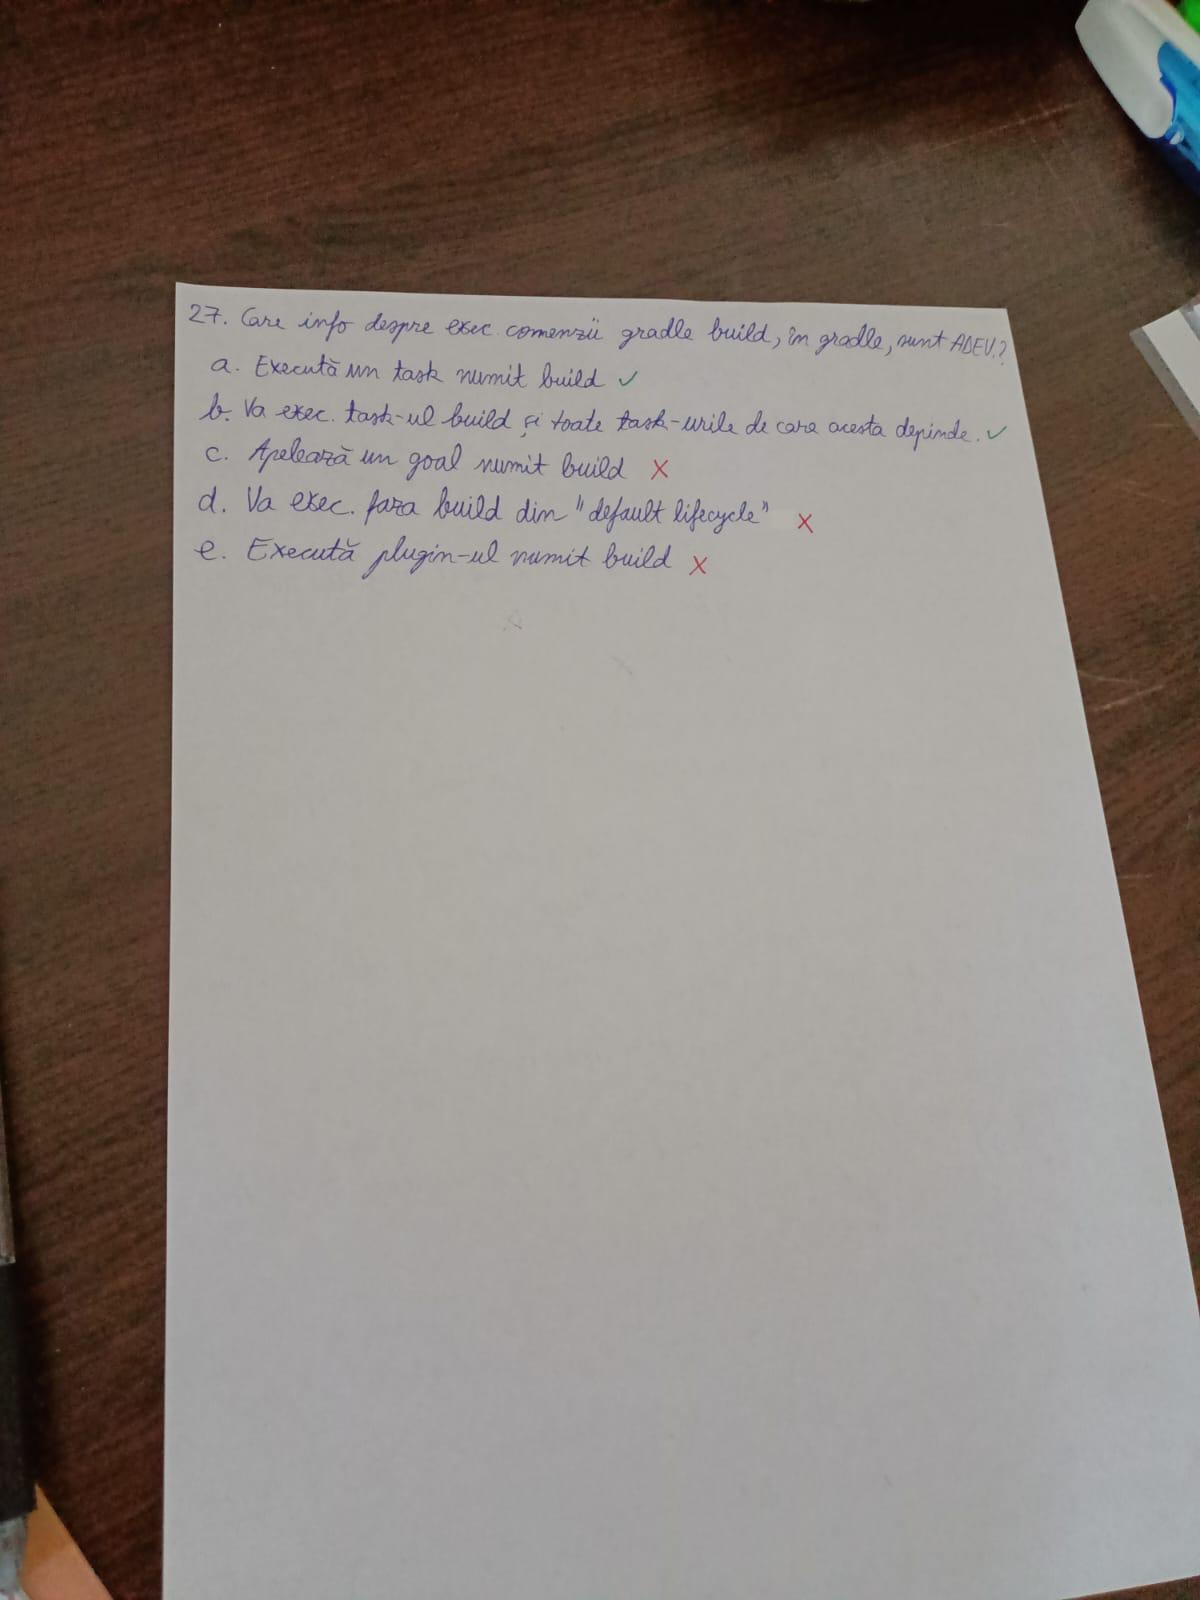 27. Care info despre exec. comenzii gradle build, în gradle, sunt ADEV.?
a. Execută un task numit build ✓
b. Va exec. task-ul build și toate task-urile de care acesta depinde. ✓
c. Apelează un goal numit build X
d. Va exec. faza build din "default lifecycle" X
e. Execută plugin-ul numit build X